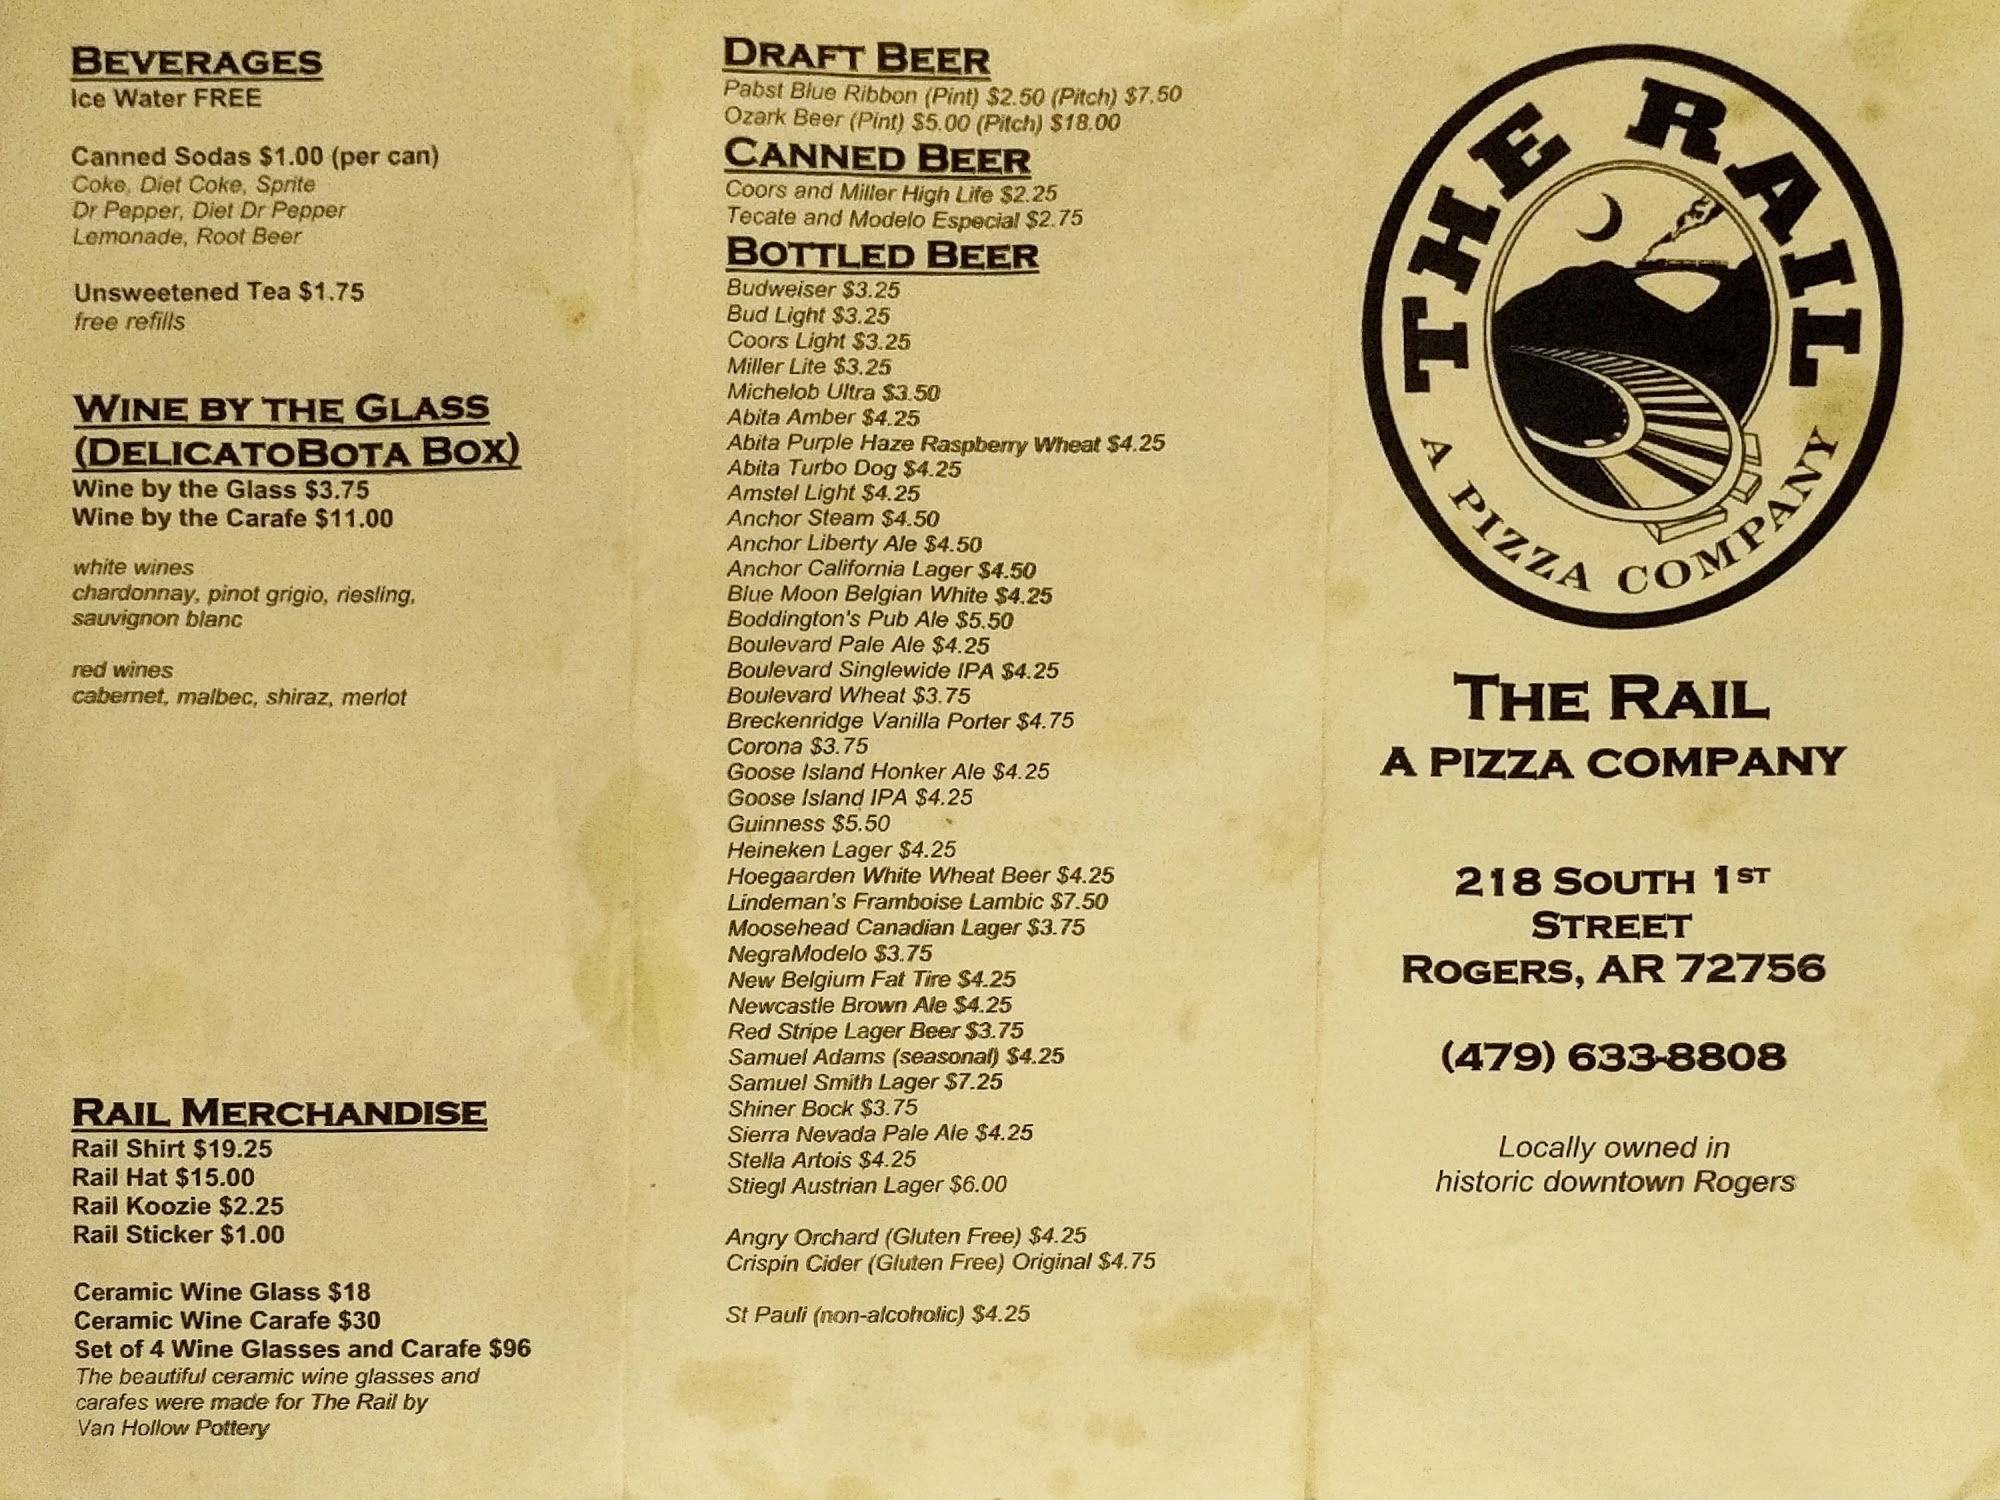 BEVERAGES
Ice Water FREE
Canned Sodas $1.00 (per can)
Coke, Diet Coke, Sprite
Dr Pepper, Diet Dr Pepper
Lemonade, Root Beer
Unsweetened Tea $1.75
free refills
WINE BY THE GLASS
(DELICATOBOTA BOX)
Wine by the Glass $3.75
Wine by the Carafe $11.00
white wines
chardonnay, pinot grigio, riesling,
sauvignon blanc
red wines
cabernet, malbec, shiraz, merlot
RAIL MERCHANDISE
Rail Shirt $19.25
Rail Hat $15.00
Rail Koozie $2.25
Rail Sticker $1.00
Ceramic Wine Glass $18
Ceramic Wine Carafe $30
Set of 4 Wine Glasses and Carafe $96
The beautiful ceramic wine glasses and
carafes were made for The Rail by
Van Hollow Pottery
DRAFT BEER
Pabst Blue Ribbon (Pint) $2.50 (Pitch) $7.50
Ozark Beer (Pint) $5.00 (Pitch) $18.00
CANNED BEER
Coors and Miller High Life $2.25
Tecate and Modelo Especial $2.75
BOTTLED BEER
Budweiser $3.25
Bud Light $3.25
Coors Light $3.25
Miller Lite $3.25
Michelob Ultra $3.50
Abita Amber $4.25
Abita Purple Haze Raspberry Wheat $4.25
Abita Turbo Dog $4.25
Amstel Light $4.25
Anchor Steam $4.50
Anchor Liberty Ale $4.50
Anchor California Lager $4.50
Blue Moon Belgian White $4.25
Boddington's Pub Ale $5.50
Boulevard Pale Ale $4.25
Boulevard Singlewide IPA $4.25
Boulevard Wheat $3.75
Breckenridge Vanilla Porter $4.75
Corona $3.75
Goose Island Honker Ale $4.25
Goose Island IPA $4.25
Guinness $5.50
Heineken Lager $4.25
Hoegaarden White Wheat Beer $4.25
Lindeman's Framboise Lambic $7.50
Moosehead Canadian Lager $3.75
NegraModelo $3.75
New Belgium Fat Tire $4.25
Newcastle Brown Ale $4.25
Red Stripe Lager Beer $3.75
Samuel Adams (seasonal) $4.25
Samuel Smith Lager $7.25
Shiner Bock $3.75
Sierra Nevada Pale Ale $4.25
Stella Artois $4.25
Stiegl Austrian Lager $6.00
Angry Orchard (Gluten Free) $4.25
Crispin Cider (Gluten Free) Original $4.75
St Pauli (non-alcoholic) $4.25
THE RAIL
A PIZZA COMPANY
THE RAIL
A PIZZA COMPANY
218 SOUTH 1ST
STREET
ROGERS, AR 72756
(479) 633-8808
Locally owned in
historic downtown Rogers